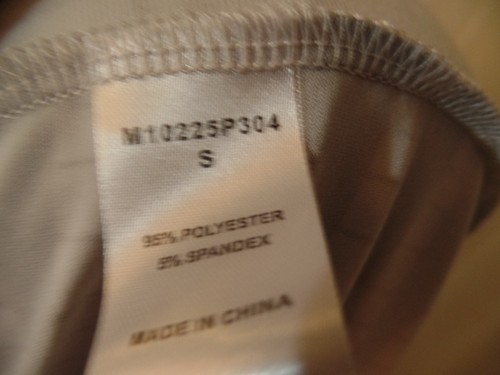 M10225P304
S
95% POLYESTER
5% SPANDEX
MADE IN CHINA